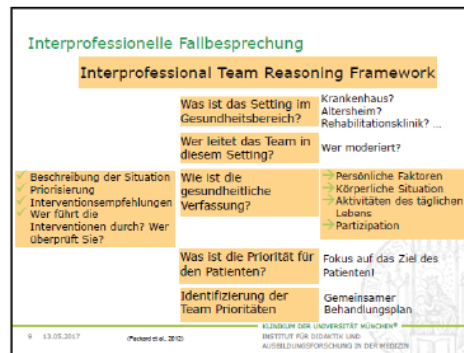 Interprofessionelle Fallbesprechung
Interprofessional Team Reasoning Framework
Was ist das Setting im
Gesundheitsbereich?
Krankenhaus?
Altersheim?
Rehabilitationsklinik? ...
Wer leitet das Team in
diesem Setting?
Wer moderiert?
✓ Beschreibung der Situation
✓ Priorisierung
✓ Interventionsempfehlungen
✓ Wer führt die
Interventionen durch? Wer
überprüft Sie?
Wie ist die
gesundheitliche
Verfassung?
→Persönliche Faktoren
→Körperliche Situation
→Aktivitäten des täglichen
Lebens
→Partizipation
Was ist die Priorität für
den Patienten?
Fokus auf das Ziel des
Patienten!
Identifizierung der
Team Prioritäten
Gemeinsamer
Behandlungsplan
9 13.05.2017
(Packard et al., 2012)
KLINIKUM DER UNIVERSITÄT MÜNCHEN®
INSTITUT FÜR DIDAKTIK UND
AUSBILDUNGSFORSCHUNG IN DER MEDIZIN